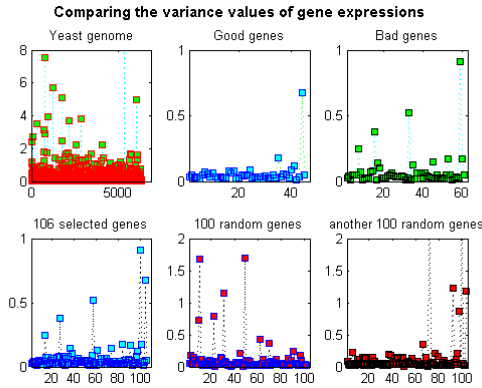 Comparing the variance values of gene expressions
Yeast genome Good genes Bad genes
8 1 1
6
4 0.5 0.5
2
0 0 0
0 5000 20 40 20 40 60
106 selected genes 100 random genes another 100 random genes
1 2 2
1.5 1.5
0.5 1 1
0.5 0.5
0 0 0
20 40 60 80 100 20 40 60 80 100 20 40 60 80 100